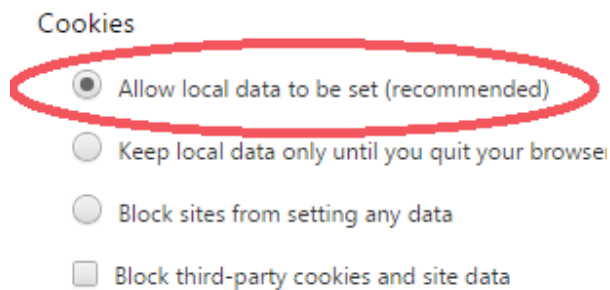 Cookies
Allow local data to be set (recommended)
Keep local data only until you quit your browse
Block sites from setting any data
Block third-party cookies and site data